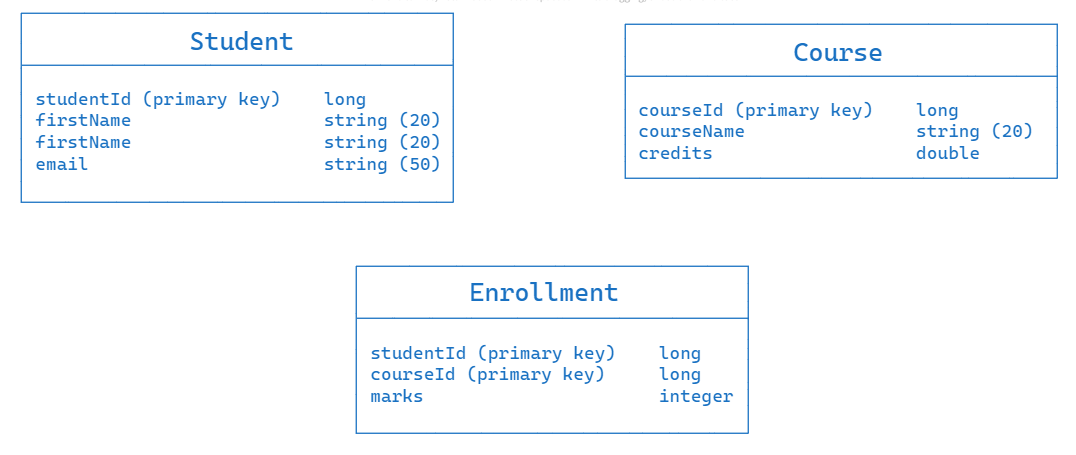 Student
studentId (primary key) long
firstName string (20)
firstName string (20)
email string (50)
Course
courseId (primary key) long
courseName string (20)
credits double
Enrollment
studentId (primary key) long
courseId (primary key) long
marks integer